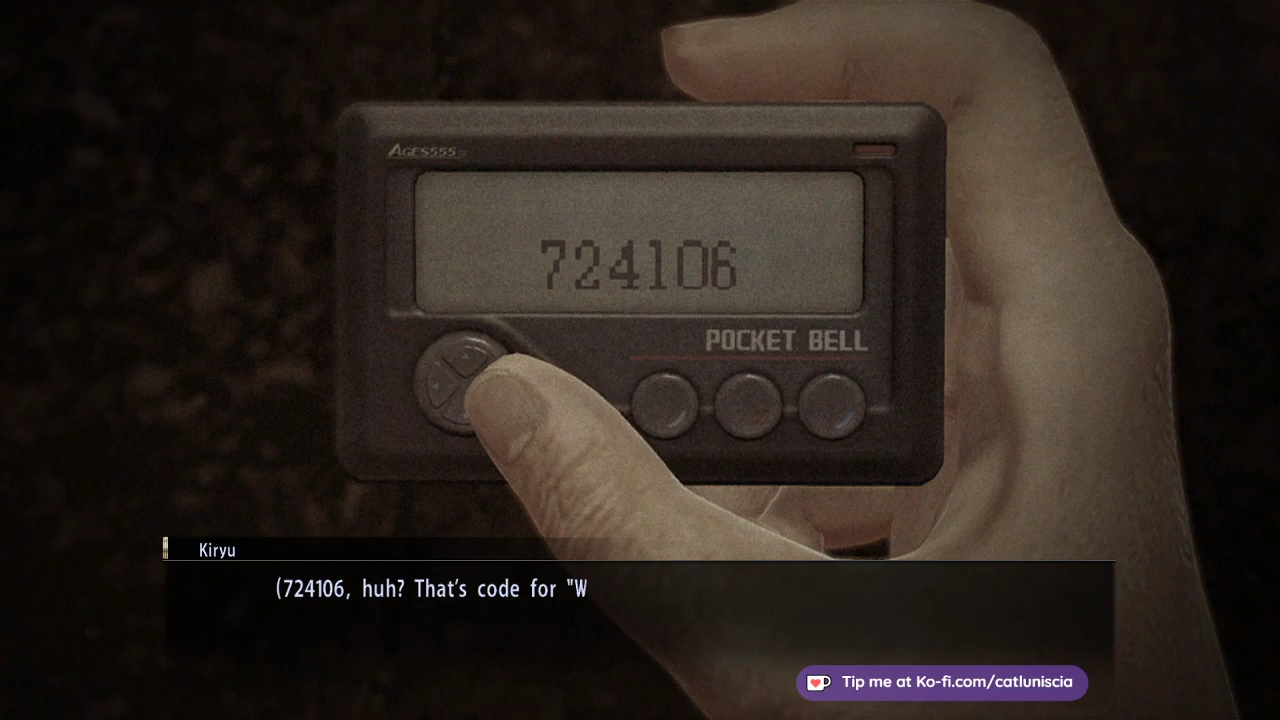 AGES555
724106
POCKET BELL
Kiryu
(724106, huh? That's code for "W
Tip me at Ko-fi.com/catluniscia